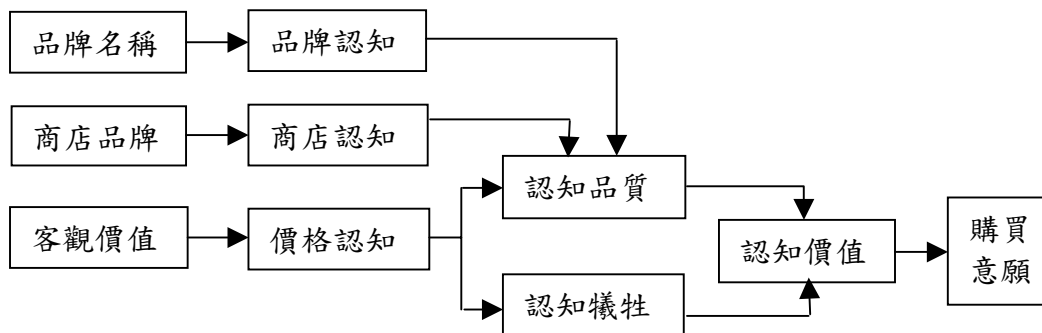 品牌名稱
品牌認知
商店品牌
商店認知
認知品質
客觀價值
價格認知
認知價值
購買
意願
認知犧牲